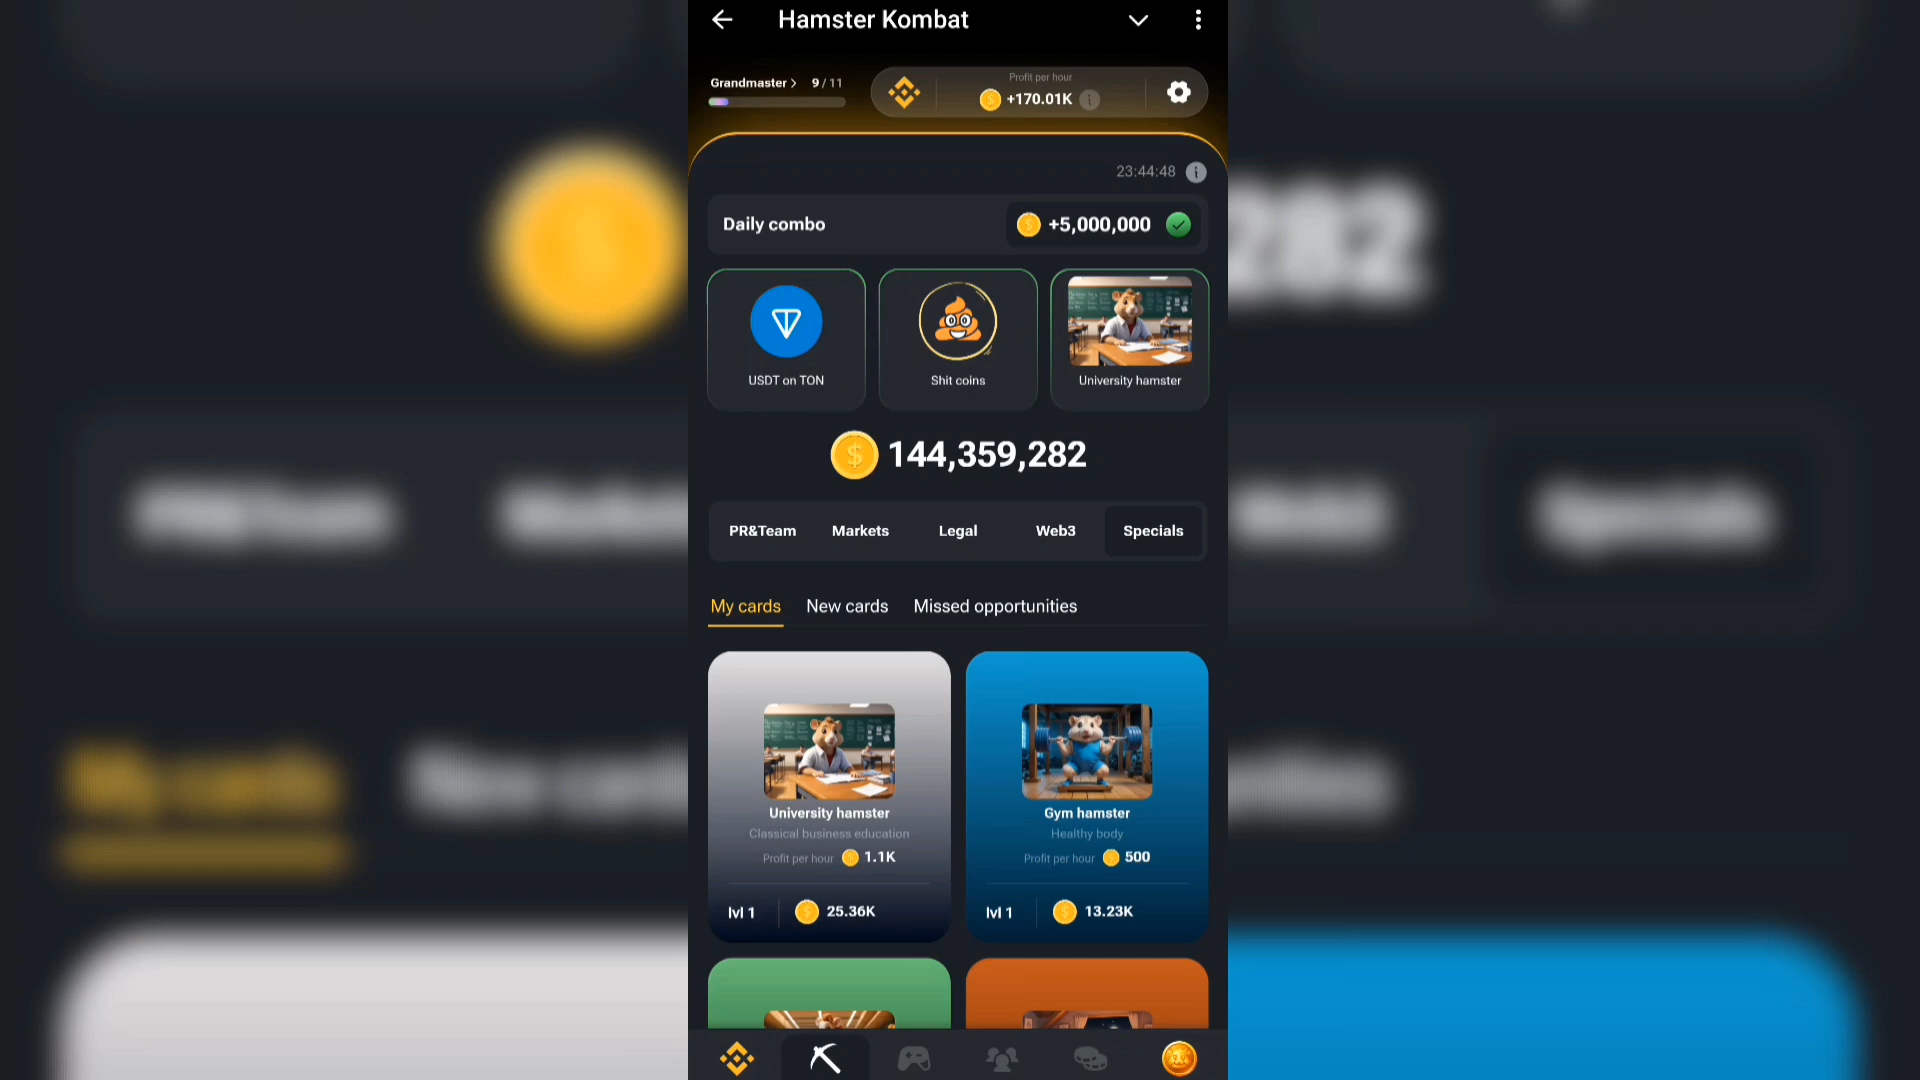 Hamster Kombat
Grandmaster > 9 / 11
Profit per hour
+170.01K
23:44:48
Daily combo +5,000,000
USDT on TON Shit coins University hamster
144,359,282
PR&Team Markets Legal Web3 Specials
My cards New cards Missed opportunities
University hamster
Classical business education
Profit per hour 1.1K
lvl 1 25.36K
Gym hamster
Healthy body
Profit per hour 500
lvl 1 13.23K